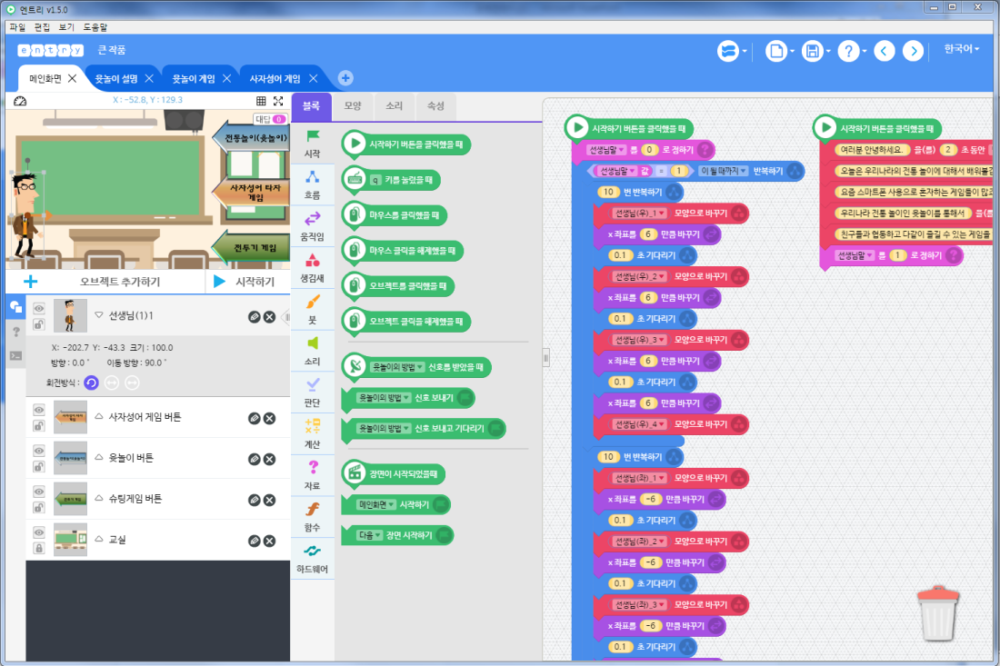 엔트리 v1.5.0
파일 편집 보기 도움말
entry 큰 작품
한국어
메인화면 윷놀이 설명 윷놀이 게임 사자성어 게임
X : -52.8, Y : 129.3
대답 0
전통놀이(윷놀이)
사자성어 타자
게임
전투기 게임
오브젝트 추가하기 시작하기
선생님(1)1
X: -202.7 Y: -43.3 크기 : 100.0
방향 : 0.0 ˚ 이동 방향 : 90.0 ˚
회전방식 :
사자성어 게임 버튼
윷놀이 버튼
슈팅게임 버튼
교실
블록 모양 소리 속성
시작
흐름
움직임
생김새
붓
소리
판단
계산
자료
함수
하드웨어
시작하기 버튼을 클릭했을 때
q 키를 눌렀을 때
마우스를 클릭했을 때
마우스 클릭을 해제했을 때
오브젝트를 클릭했을 때
오브젝트 클릭을 해제했을 때
윷놀이의 방법 신호를 받았을 때
윷놀이의 방법 신호 보내기
윷놀이의 방법 신호 보내고 기다리기
장면이 시작되었을때
메인화면 시작하기
다음 장면 시작하기
시작하기 버튼을 클릭했을 때
선생님말 를 0 로 정하기
선생님말 값 = 1 이 될 때까지 반복하기
10 번 반복하기
선생님(우)_1 모양으로 바꾸기
x 좌표를 6 만큼 바꾸기
0.1 초 기다리기
선생님(우)_2 모양으로 바꾸기
x 좌표를 6 만큼 바꾸기
0.1 초 기다리기
선생님(우)_3 모양으로 바꾸기
x 좌표를 6 만큼 바꾸기
0.1 초 기다리기
x 좌표를 6 만큼 바꾸기
선생님(우)_4 모양으로 바꾸기
10 번 반복하기
선생님(좌)_1 모양으로 바꾸기
x 좌표를 -6 만큼 바꾸기
0.1 초 기다리기
선생님(좌)_2 모양으로 바꾸기
x 좌표를 -6 만큼 바꾸기
0.1 초 기다리기
선생님(좌)_3 모양으로 바꾸기
x 좌표를 -6 만큼 바꾸기
0.1 초 기다리기
시작하기 버튼을 클릭했을 때
여러분 안녕하세요. 을(를) 2 초 동안
오늘은 우리나라의 전통 놀이에 대해서 배워볼
요즘 스마트폰 사용으로 혼자하는 게임들이 많
우리나라 전통 놀이인 윷놀이를 통해서 을(를
친구들과 협동하고 다같이 즐길 수 있는 게임을
선생님말 를 1 로 정하기